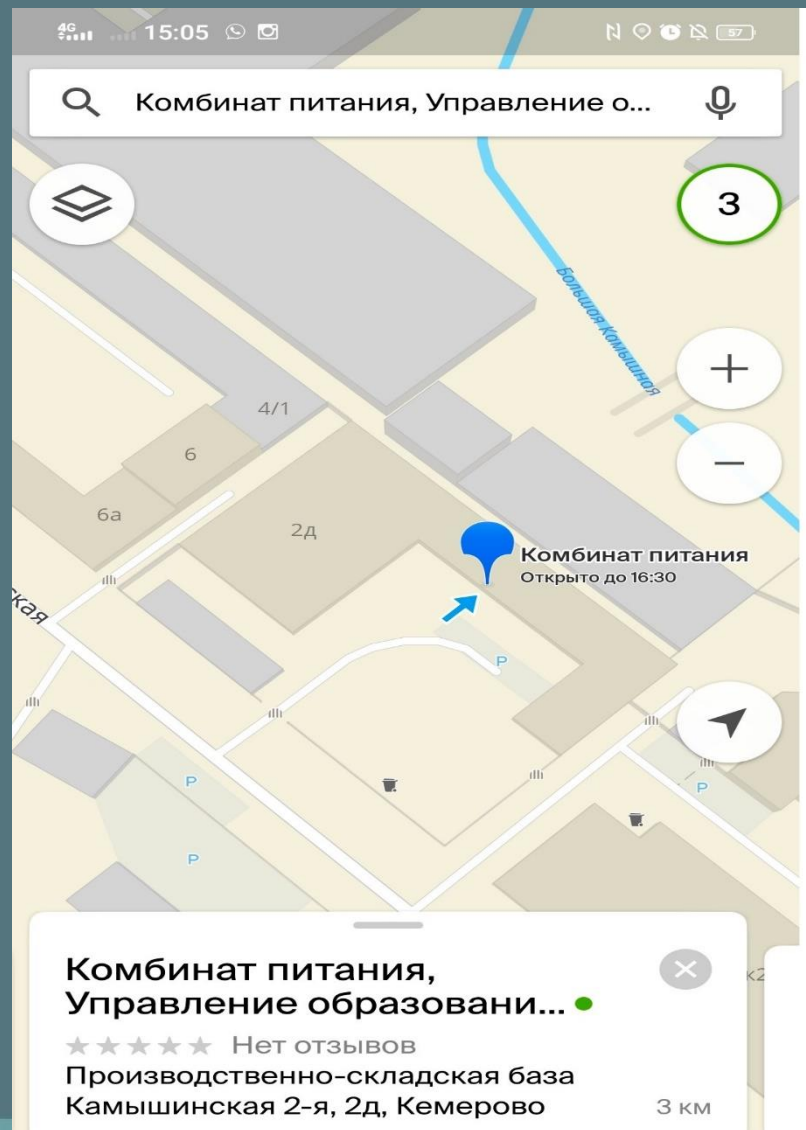 4G 15:05 57
Комбинат питания, Управление о...
3
Большая Камышная
4/1
6
6а
2д
Комбинат питания
Открыто до 16:30
ская
P
P
P
P
к2
Комбинат питания,
Управление образовани...
Нет отзывов
Производственно-складская база
Камышинская 2-я, 2д, Кемерово 3 км